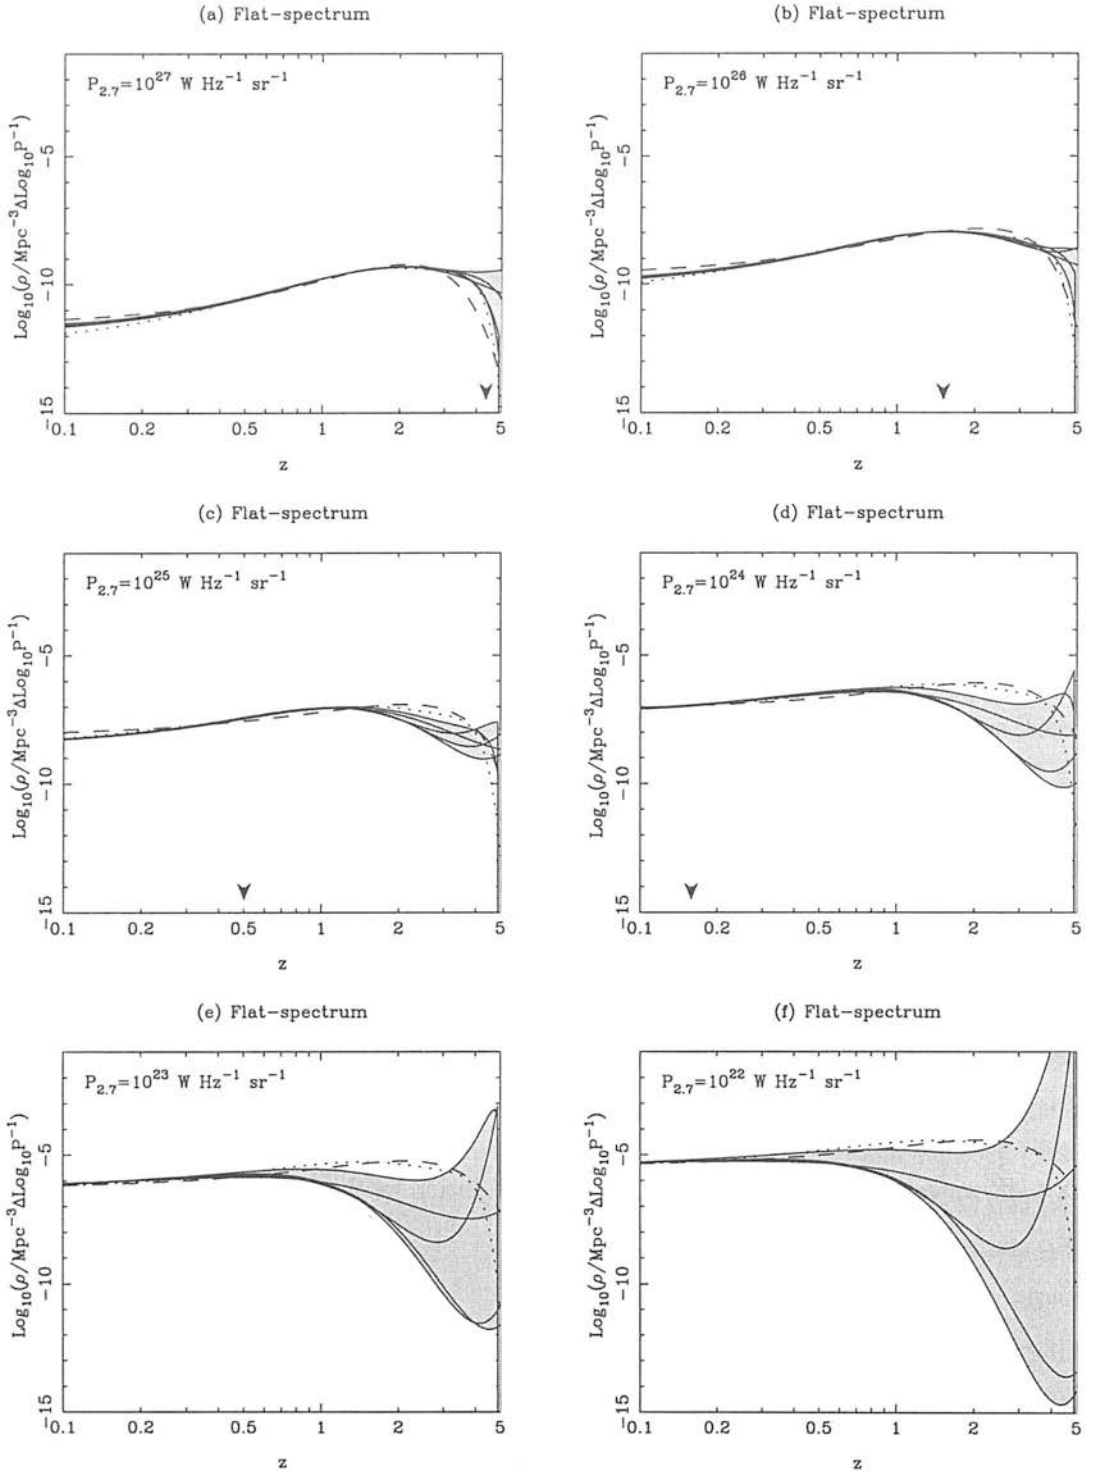 (a) Flat-spectrum
P2.7=10^27 W Hz^-1 sr^-1
Log10(ρ/Mpc^-3ΔLog10P^-1)
-5
-10
-15
0.1 0.2 0.5 1 2 5
z
(b) Flat-spectrum
P2.7=10^26 W Hz^-1 sr^-1
Log10(ρ/Mpc^-3ΔLog10P^-1)
-5
-10
-15
0.1 0.2 0.5 1 2 5
z
(c) Flat-spectrum
P2.7=10^25 W Hz^-1 sr^-1
Log10(ρ/Mpc^-3ΔLog10P^-1)
-5
-10
-15
0.1 0.2 0.5 1 2 5
z
(d) Flat-spectrum
P2.7=10^24 W Hz^-1 sr^-1
Log10(ρ/Mpc^-3ΔLog10P^-1)
-5
-10
-15
0.1 0.2 0.5 1 2 5
z
(e) Flat-spectrum
P2.7=10^23 W Hz^-1 sr^-1
Log10(ρ/Mpc^-3ΔLog10P^-1)
-5
-10
-15
0.1 0.2 0.5 1 2 5
z
(f) Flat-spectrum
P2.7=10^22 W Hz^-1 sr^-1
Log10(ρ/Mpc^-3ΔLog10P^-1)
-5
-10
-15
0.1 0.2 0.5 1 2 5
z